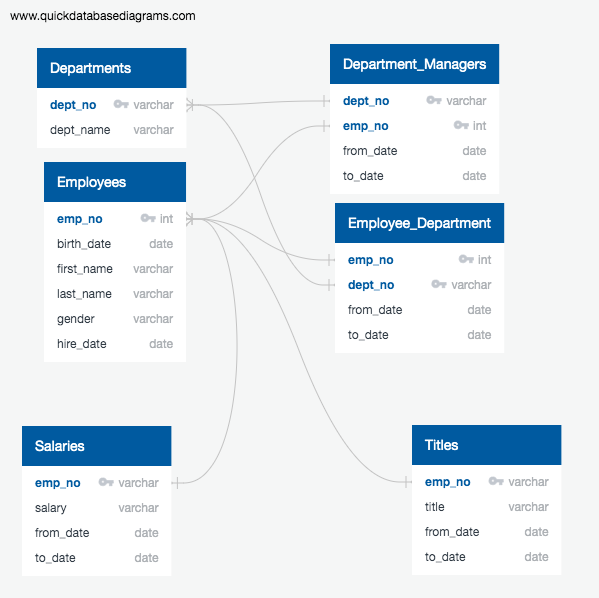 www.quickdatabasediagrams.com
Departments
dept_no varchar
dept_name varchar
Employees
emp_no int
birth_date date
first_name varchar
last_name varchar
gender varchar
hire_date date
Department_Managers
dept_no varchar
emp_no int
from_date date
to_date date
Employee_Department
emp_no int
dept_no varchar
from_date date
to_date date
Salaries
emp_no varchar
salary varchar
from_date date
to_date date
Titles
emp_no varchar
title varchar
from_date date
to_date date